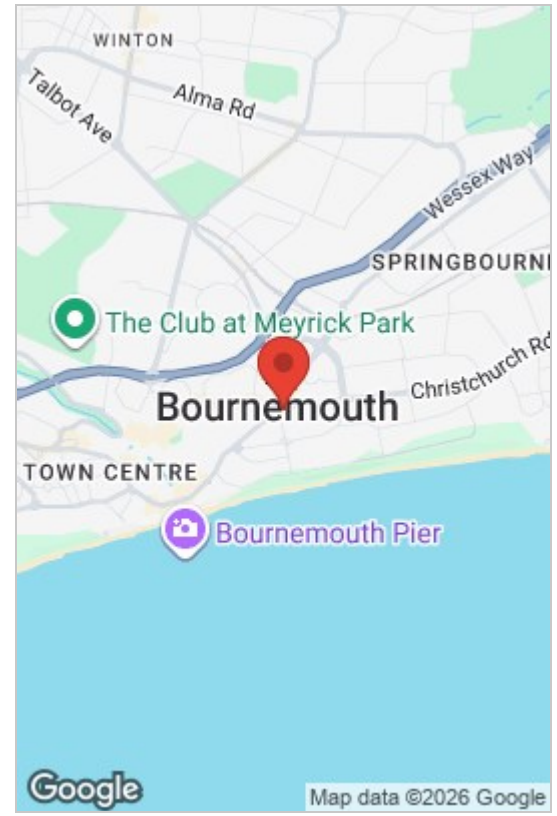 WINTON
Talbot Ave
Alma Rd
Wessex Way
SPRINGBOURN
The Club at Meyrick Park
Christchurch Rd
Bournemouth
TOWN CENTRE
Bournemouth Pier
Google
Map data ©2026 Google